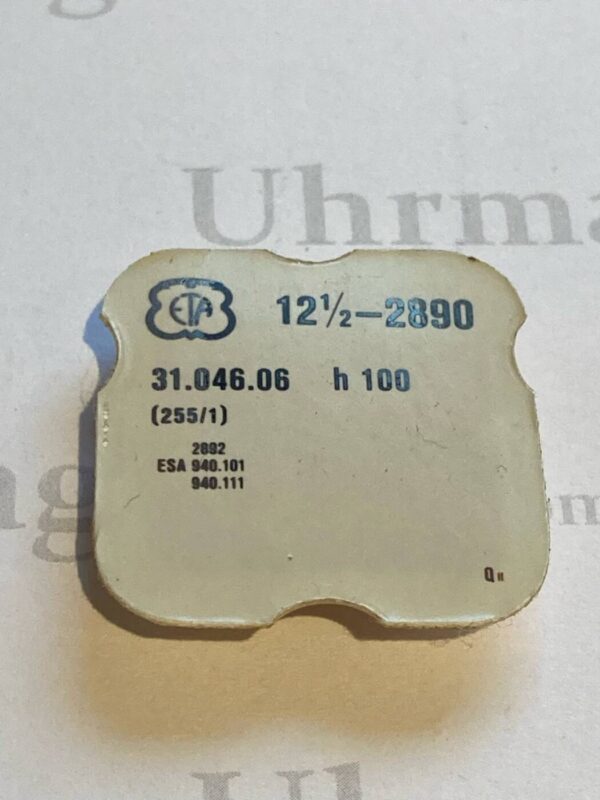 Uhrma
ETA 12½-2890
31.046.06 h 100
(255/1)
2892
ESA 940.101
940.111
Q